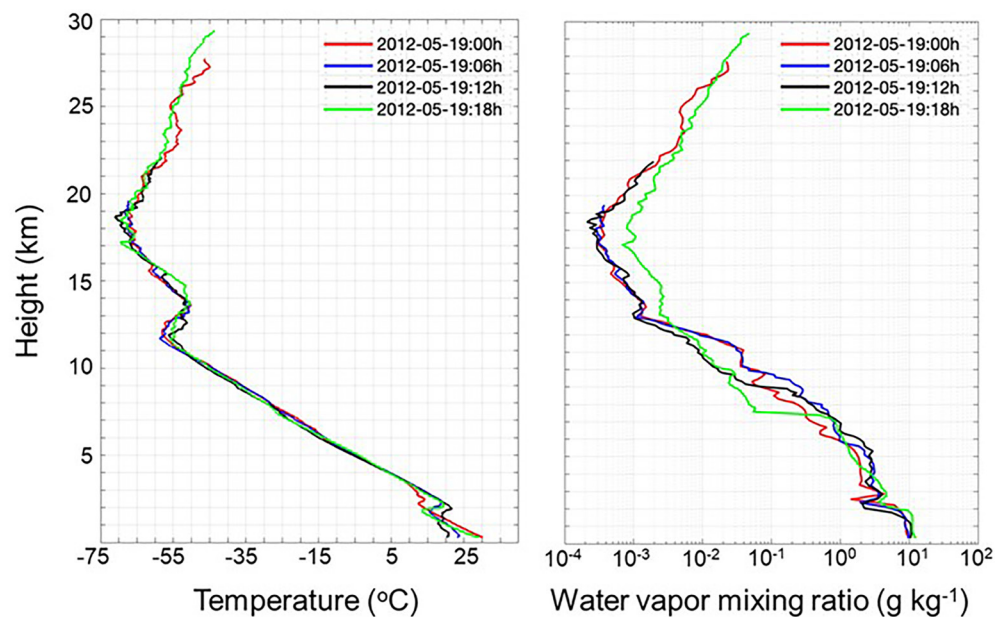 30
25
20
15
10
5
Height (km)
2012-05-19:00h
2012-05-19:06h
2012-05-19:12h
2012-05-19:18h
-75 -55 -35 -15 5 25
Temperature (ºC)
2012-05-19:00h
2012-05-19:06h
2012-05-19:12h
2012-05-19:18h
10⁻⁴ 10⁻³ 10⁻² 10⁻¹ 10⁰ 10¹ 10²
Water vapor mixing ratio (g kg⁻¹)